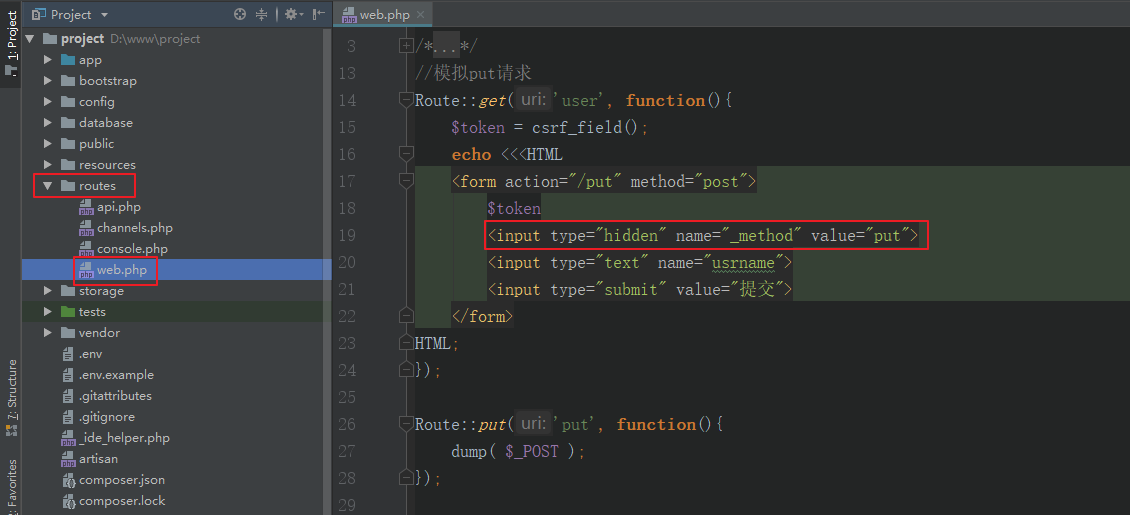 1: Project
7: Structure
2: Favorites
Project
project D:\www\project
app
bootstrap
config
database
public
resources
routes
api.php
channels.php
console.php
web.php
storage
tests
vendor
.env
.env.example
.gitattributes
.gitignore
_ide_helper.php
artisan
composer.json
composer.lock
web.php
3 /*...*/
13 //模拟put请求
14 Route::get( uri: 'user', function(){
15 $token = csrf_field();
16 echo <<<HTML
17 <form action="/put" method="post">
18 $token
19 <input type="hidden" name="_method" value="put">
20 <input type="text" name="usrname">
21 <input type="submit" value="提交">
22 </form>
23 HTML;
24 });
25
26 Route::put( uri: 'put', function(){
27 dump( $_POST );
28 });
29